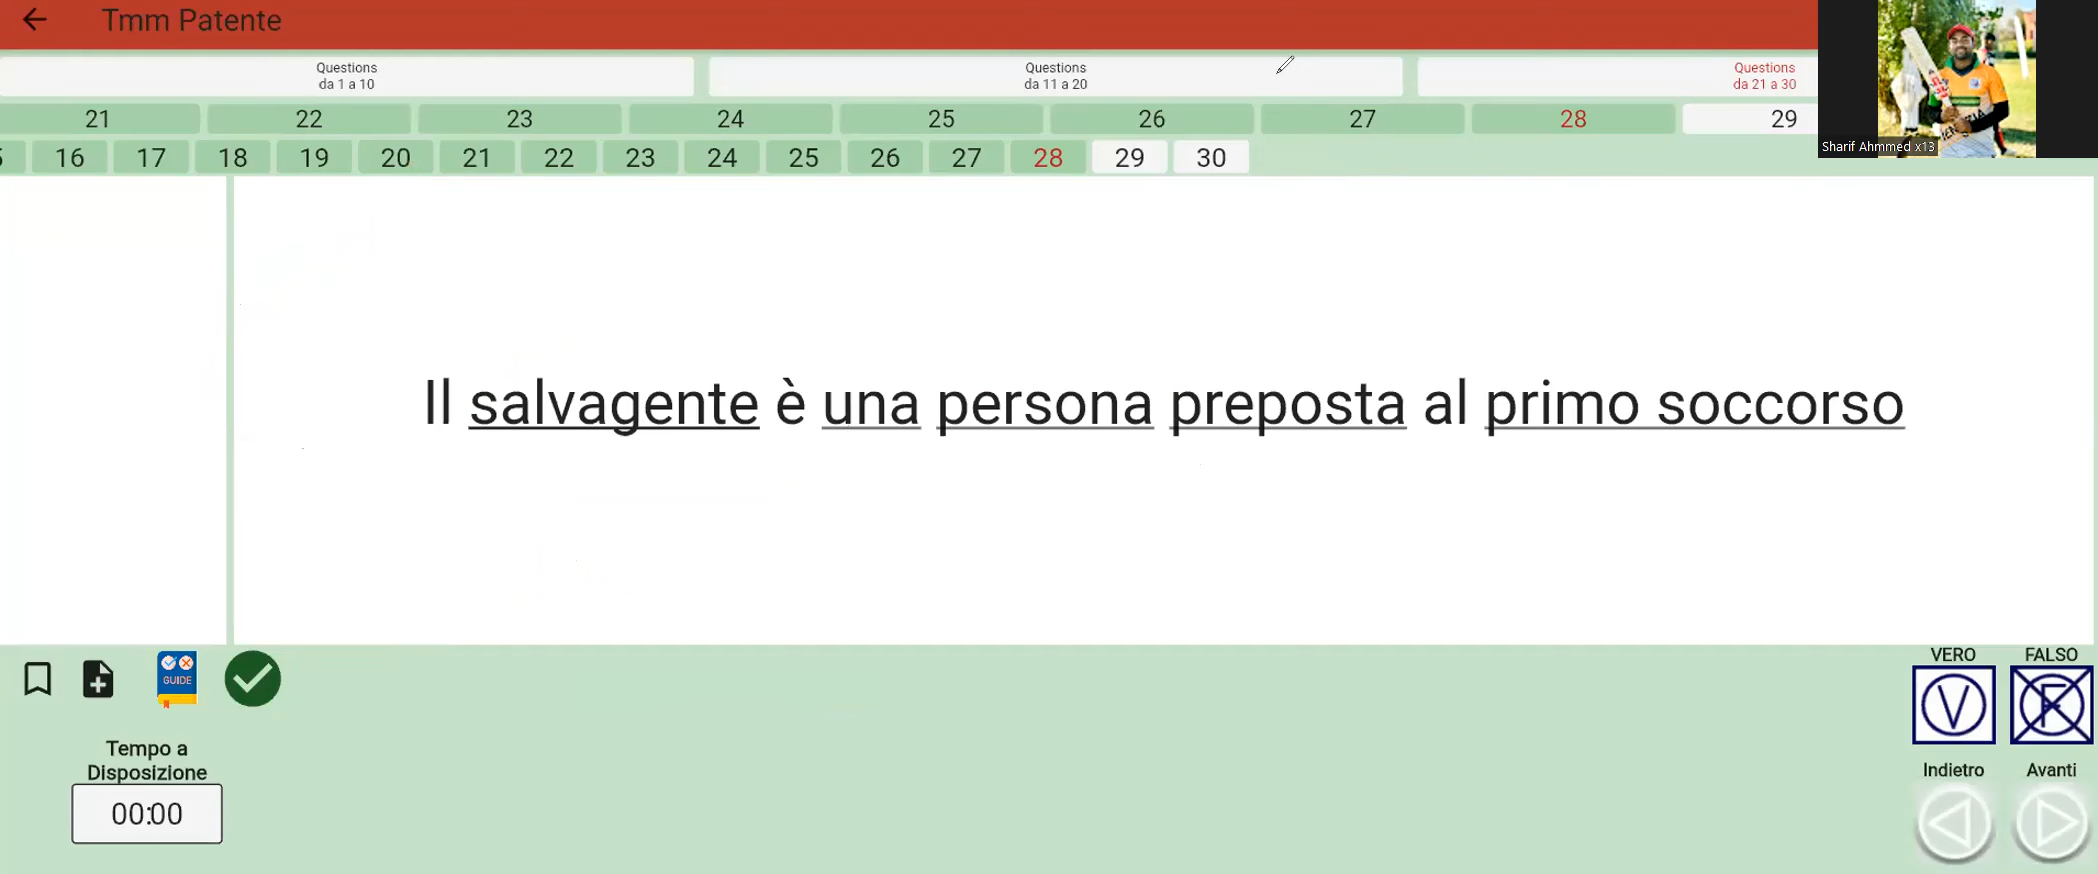 Tmm Patente
Questions
da 1 a 10
Questions
da 11 a 20
Questions
da 21 a 30
21 22 23 24 25 26 27 28 29
16 17 18 19 20 21 22 23 24 25 26 27 28 29 30
Sharif Ahmmed x13
Il salvagente è una persona preposta al primo soccorso
GUIDE
VERO FALSO
V F
Tempo a
Disposizione
00:00
Indietro Avanti